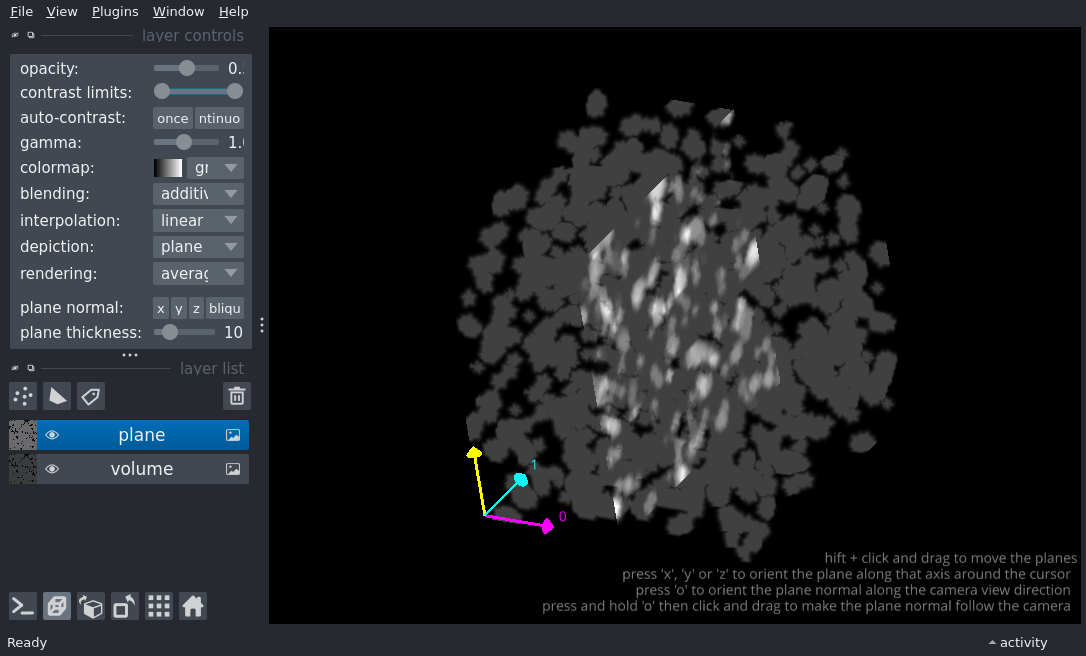 File View Plugins Window Help
layer controls
opacity: 0.
contrast limits:
auto-contrast: once ntinuo
gamma: 1.
colormap: gr
blending: additiv
interpolation: linear
depiction: plane
rendering: averag
plane normal: x y z bliqu
plane thickness: 10
layer list
plane
volume
1
0
hift + click and drag to move the planes
press 'x', 'y' or 'z' to orient the plane along that axis around the cursor
press 'o' to orient the plane normal along the camera view direction
press and hold 'o' then click and drag to make the plane normal follow the camera
Ready activity